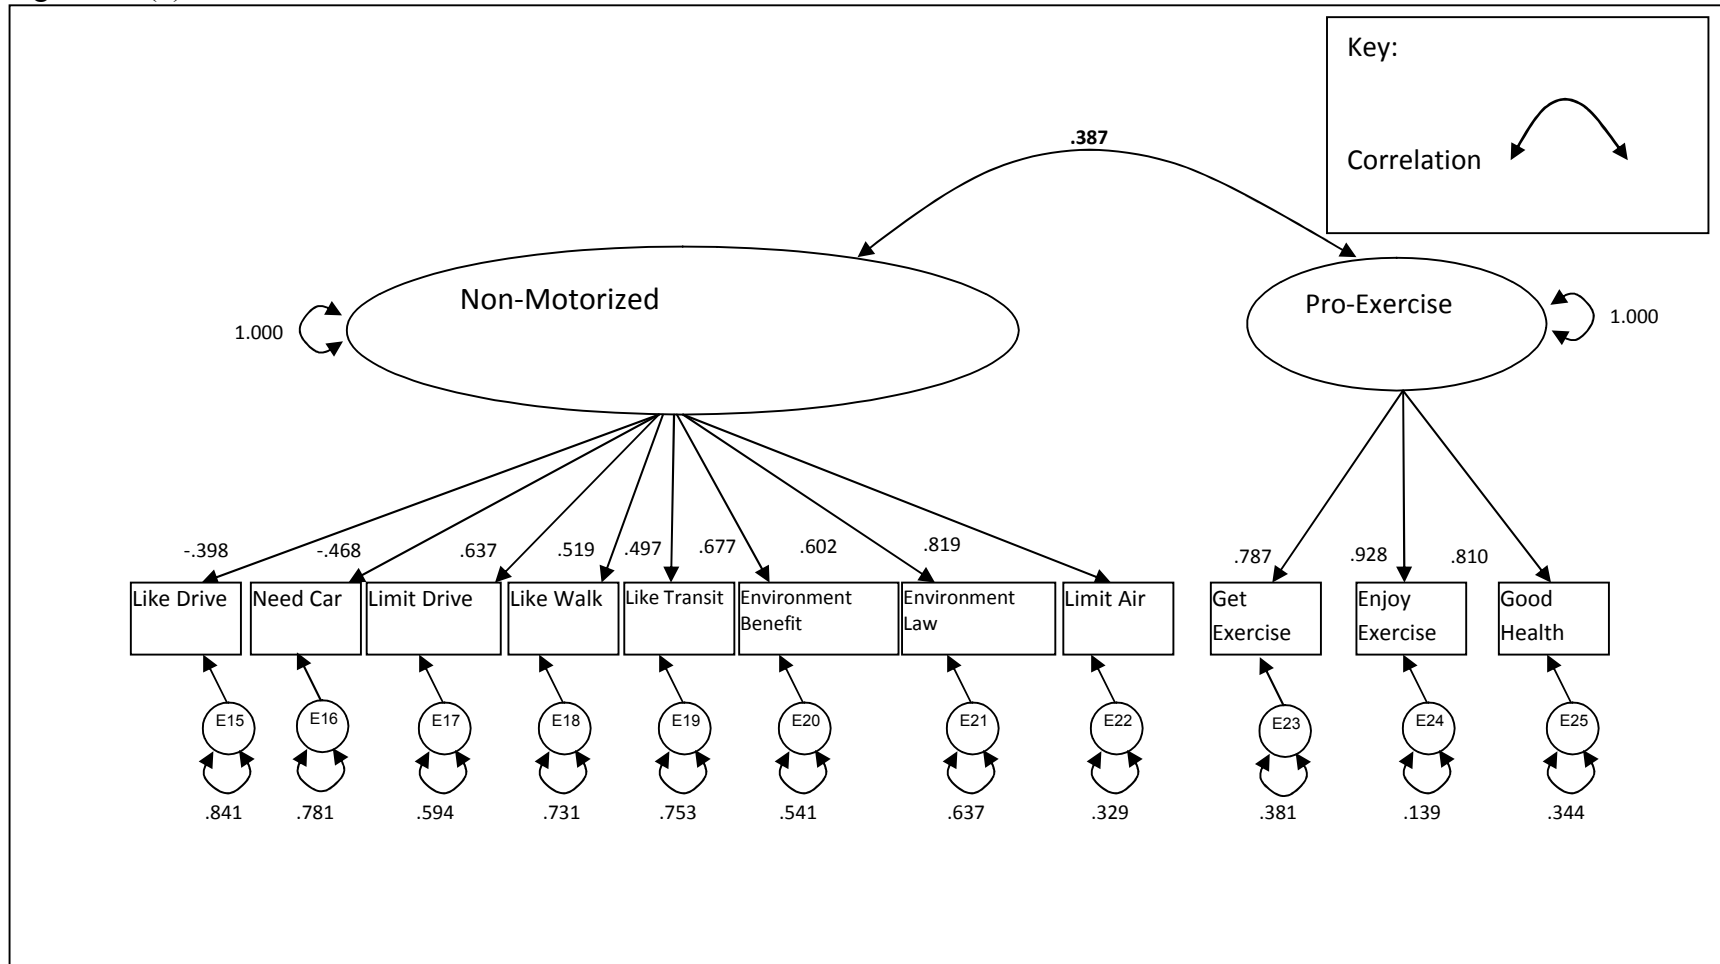 Key:
Correlation
.387
Non-Motorized
Pro-Exercise
1.000
1.000
-.398
-.468
.637
.519
.497
.677
.602
.819
.787
.928
.810
Like Drive
Need Car
Limit Drive
Like Walk
Like Transit
Environment
Benefit
Environment
Law
Limit Air
Get
Exercise
Enjoy
Exercise
Good
Health
E15
E16
E17
E18
E19
E20
E21
E22
E23
E24
E25
.841
.781
.594
.731
.753
.541
.637
.329
.381
.139
.344